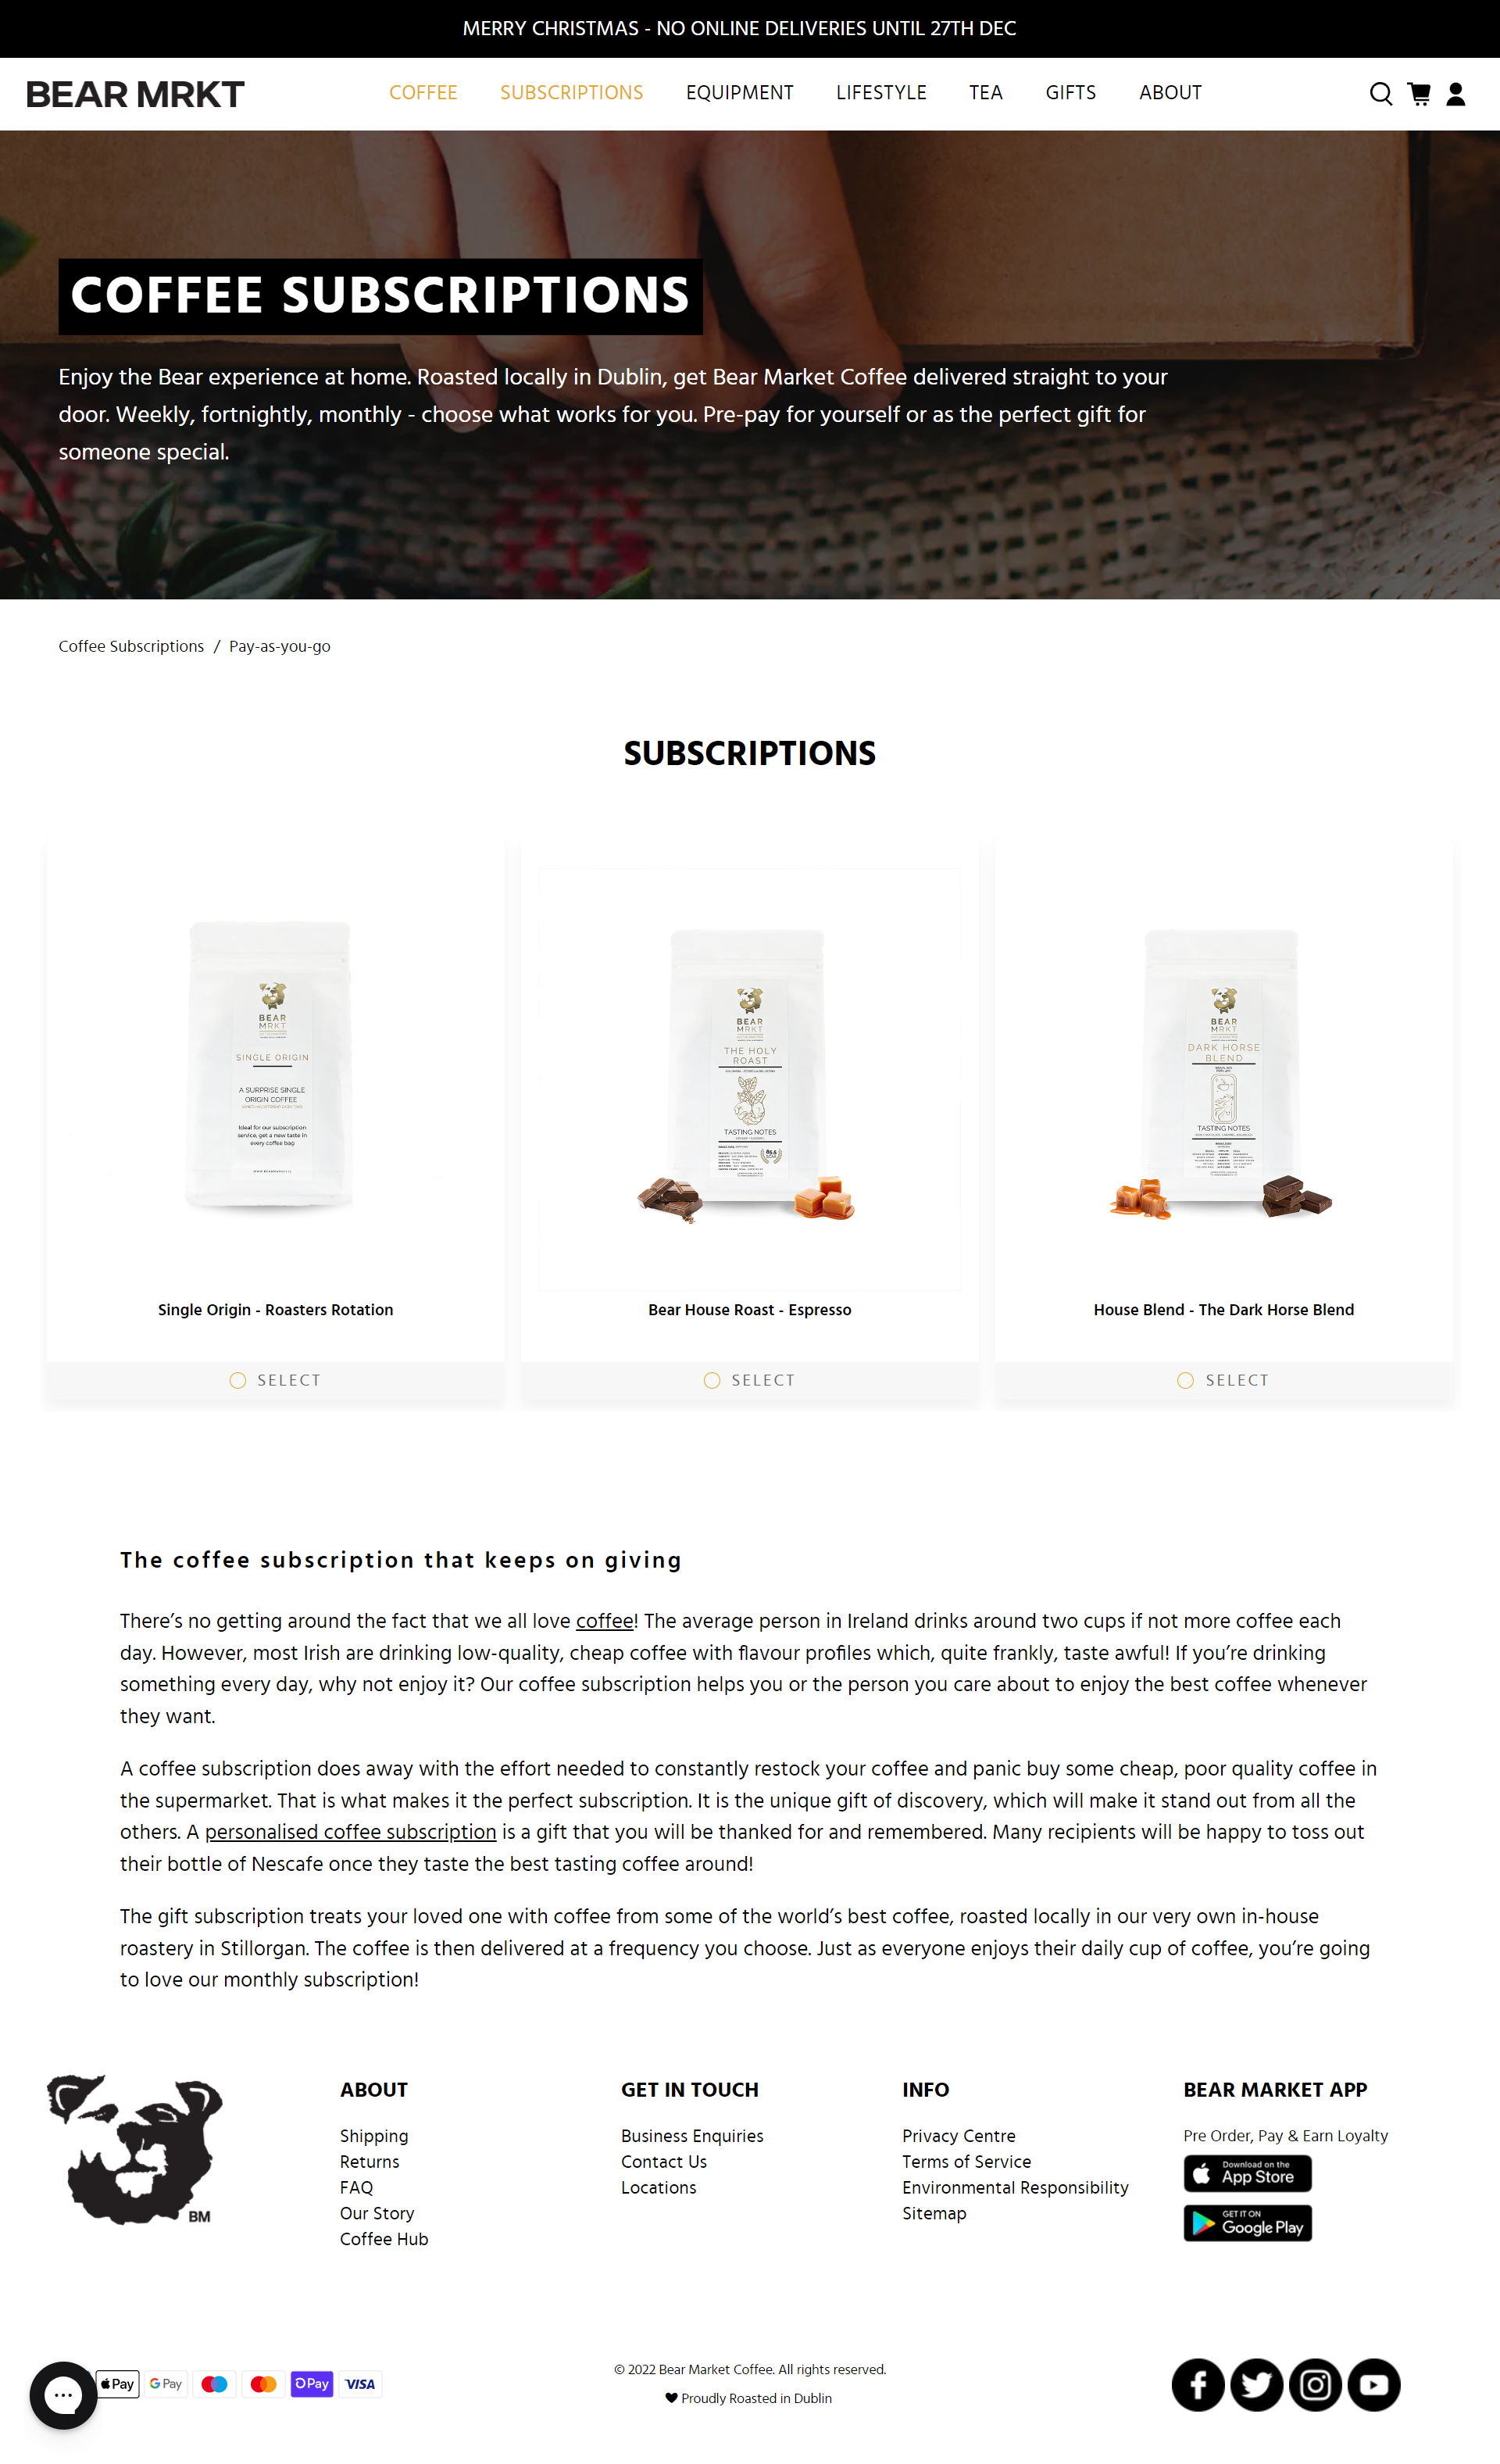 MERRY CHRISTMAS - NO ONLINE DELIVERIES UNTIL 27TH DEC
BEAR MRKT
COFFEE
SUBSCRIPTIONS
EQUIPMENT
LIFESTYLE
TEA
GIFTS
ABOUT
COFFEE SUBSCRIPTIONS
Enjoy the Bear experience at home. Roasted locally in Dublin, get Bear Market Coffee delivered straight to your
door. Weekly, fortnightly, monthly - choose what works for you. Pre-pay for yourself or as the perfect gift for
someone special.
Coffee Subscriptions / Pay-as-you-go
SUBSCRIPTIONS
BEAR
MRKT
SINGLE ORIGIN
A SURPRISE SINGLE
ORIGIN COFFEE
Ideal for our subscription
service, get a new taste in
every coffee bag
Single Origin - Roasters Rotation
SELECT
BEAR
MRKT
THE HOLY
ROAST
TASTING NOTES
Bear House Roast - Espresso
SELECT
BEAR
MRKT
DARK HORSE
BLEND
TASTING NOTES
House Blend - The Dark Horse Blend
SELECT
The coffee subscription that keeps on giving
There’s no getting around the fact that we all love coffee! The average person in Ireland drinks around two cups if not more coffee each
day. However, most Irish are drinking low-quality, cheap coffee with flavour profiles which, quite frankly, taste awful! If you’re drinking
something every day, why not enjoy it? Our coffee subscription helps you or the person you care about to enjoy the best coffee whenever
they want.
A coffee subscription does away with the effort needed to constantly restock your coffee and panic buy some cheap, poor quality coffee in
the supermarket. That is what makes it the perfect subscription. It is the unique gift of discovery, which will make it stand out from all the
others. A personalised coffee subscription is a gift that you will be thanked for and remembered. Many recipients will be happy to toss out
their bottle of Nescafe once they taste the best tasting coffee around!
The gift subscription treats your loved one with coffee from some of the world’s best coffee, roasted locally in our very own in-house
roastery in Stillorgan. The coffee is then delivered at a frequency you choose. Just as everyone enjoys their daily cup of coffee, you’re going
to love our monthly subscription!
BM
ABOUT
Shipping
Returns
FAQ
Our Story
Coffee Hub
GET IN TOUCH
Business Enquiries
Contact Us
Locations
INFO
Privacy Centre
Terms of Service
Environmental Responsibility
Sitemap
BEAR MARKET APP
Pre Order, Pay & Earn Loyalty
Download on the
App Store
GET IT ON
Google Play
Pay
G Pay
Pay
VISA
© 2022 Bear Market Coffee. All rights reserved.
Proudly Roasted in Dublin